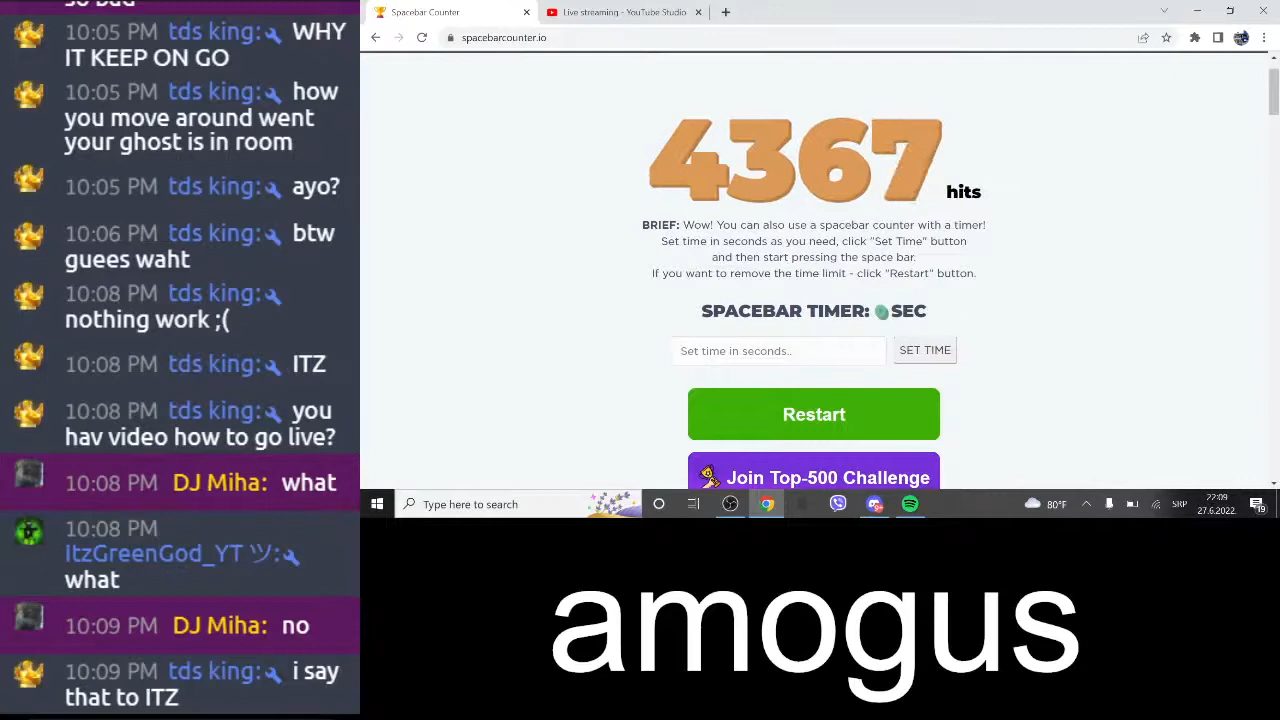 so bad
10:05 PM tds king: WHY
IT KEEP ON GO
10:05 PM tds king: how
you move around went
your ghost is in room
10:05 PM tds king: ayo?
10:06 PM tds king: btw
guees waht
10:08 PM tds king:
nothing work ;(
10:08 PM tds king: ITZ
10:08 PM tds king: you
hav video how to go live?
10:08 PM DJ Miha: what
10:08 PM
ItzGreenGod_YT ツ:
what
10:09 PM DJ Miha: no
10:09 PM tds king: i say
that to ITZ
Spacebar Counter
Live streaming - YouTube Studio
spacebarcounter.io
4367 hits
BRIEF: Wow! You can also use a spacebar counter with a timer!
Set time in seconds as you need, click "Set Time" button
and then start pressing the space bar.
If you want to remove the time limit - click "Restart" button.
SPACEBAR TIMER: SEC
Set time in seconds.. SET TIME
Restart
Join Top-500 Challenge
Type here to search
80°F
SRP
22:09
27.6.2022.
19
amogus